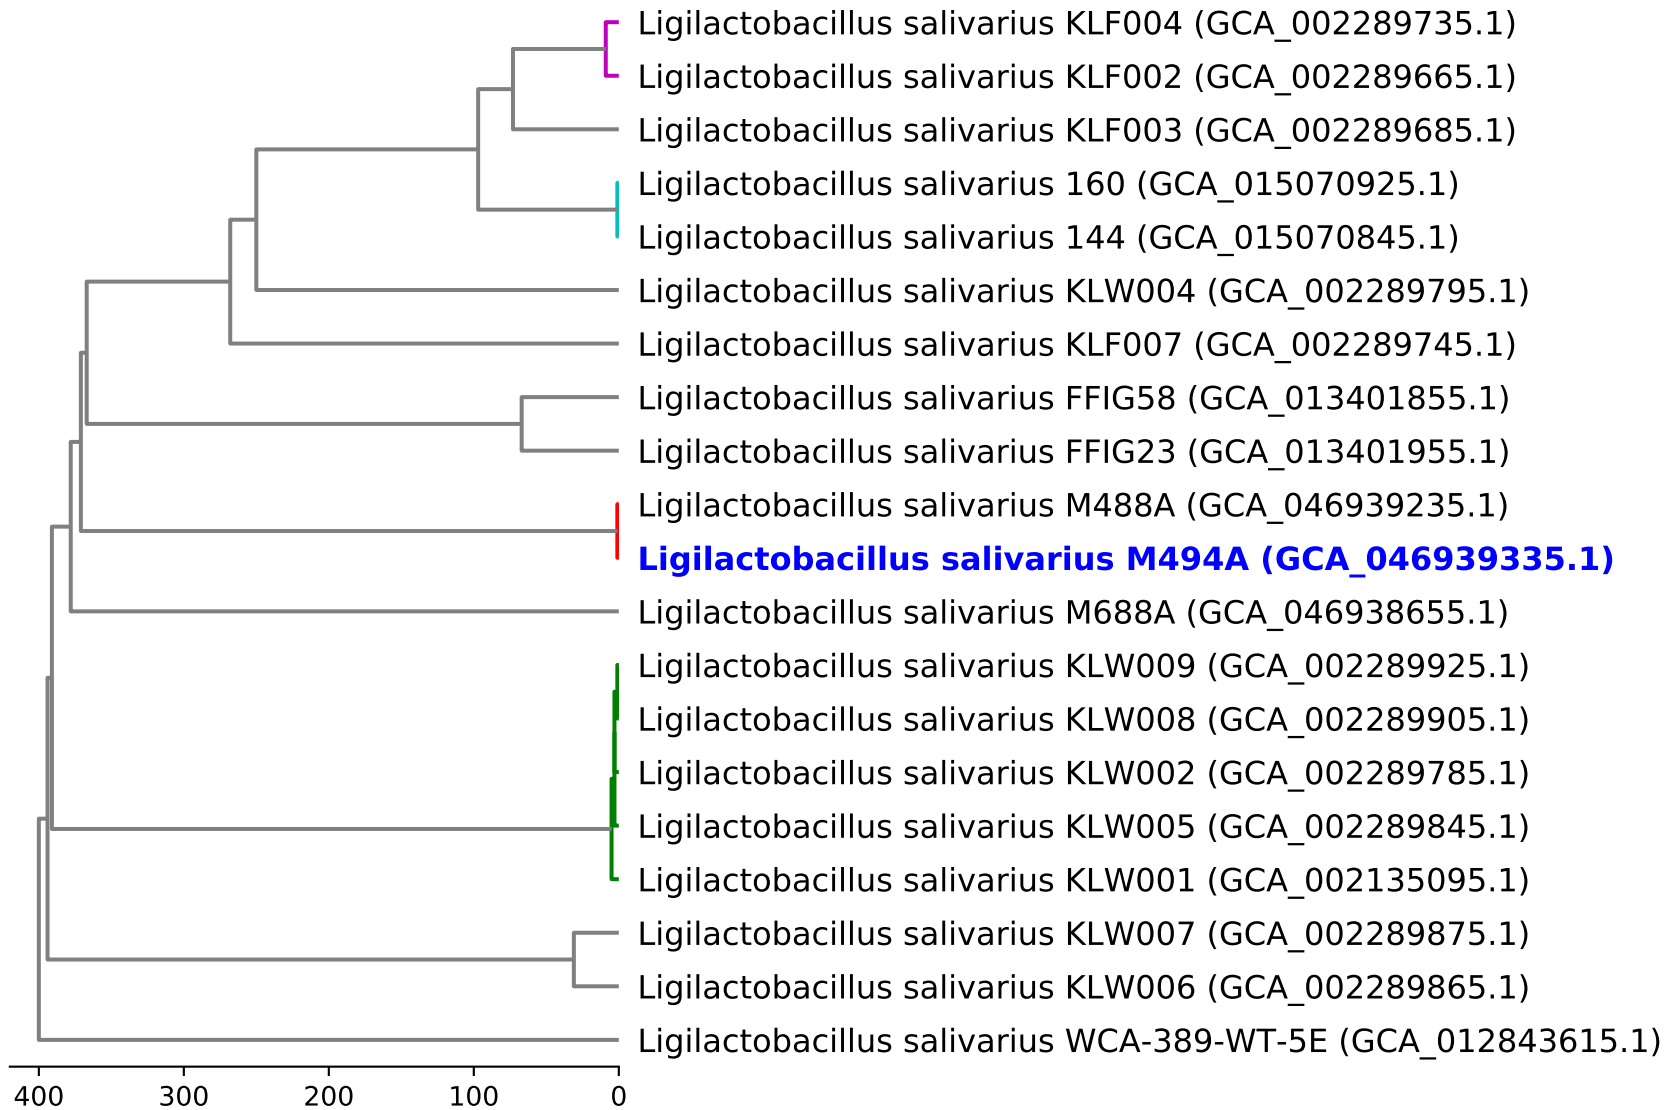 Ligilactobacillus salivarius KLF004 (GCA_002289735.1)
Ligilactobacillus salivarius KLF002 (GCA_002289665.1)
Ligilactobacillus salivarius KLF003 (GCA_002289685.1)
Ligilactobacillus salivarius 160 (GCA_015070925.1)
Ligilactobacillus salivarius 144 (GCA_015070845.1)
Ligilactobacillus salivarius KLW004 (GCA_002289795.1)
Ligilactobacillus salivarius KLF007 (GCA_002289745.1)
Ligilactobacillus salivarius FFIG58 (GCA_013401855.1)
Ligilactobacillus salivarius FFIG23 (GCA_013401955.1)
Ligilactobacillus salivarius M488A (GCA_046939235.1)
Ligilactobacillus salivarius M494A (GCA_046939335.1)
Ligilactobacillus salivarius M688A (GCA_046938655.1)
Ligilactobacillus salivarius KLW009 (GCA_002289925.1)
Ligilactobacillus salivarius KLW008 (GCA_002289905.1)
Ligilactobacillus salivarius KLW002 (GCA_002289785.1)
Ligilactobacillus salivarius KLW005 (GCA_002289845.1)
Ligilactobacillus salivarius KLW001 (GCA_002135095.1)
Ligilactobacillus salivarius KLW007 (GCA_002289875.1)
Ligilactobacillus salivarius KLW006 (GCA_002289865.1)
Ligilactobacillus salivarius WCA-389-WT-5E (GCA_012843615.1)
400 300 200 100 0